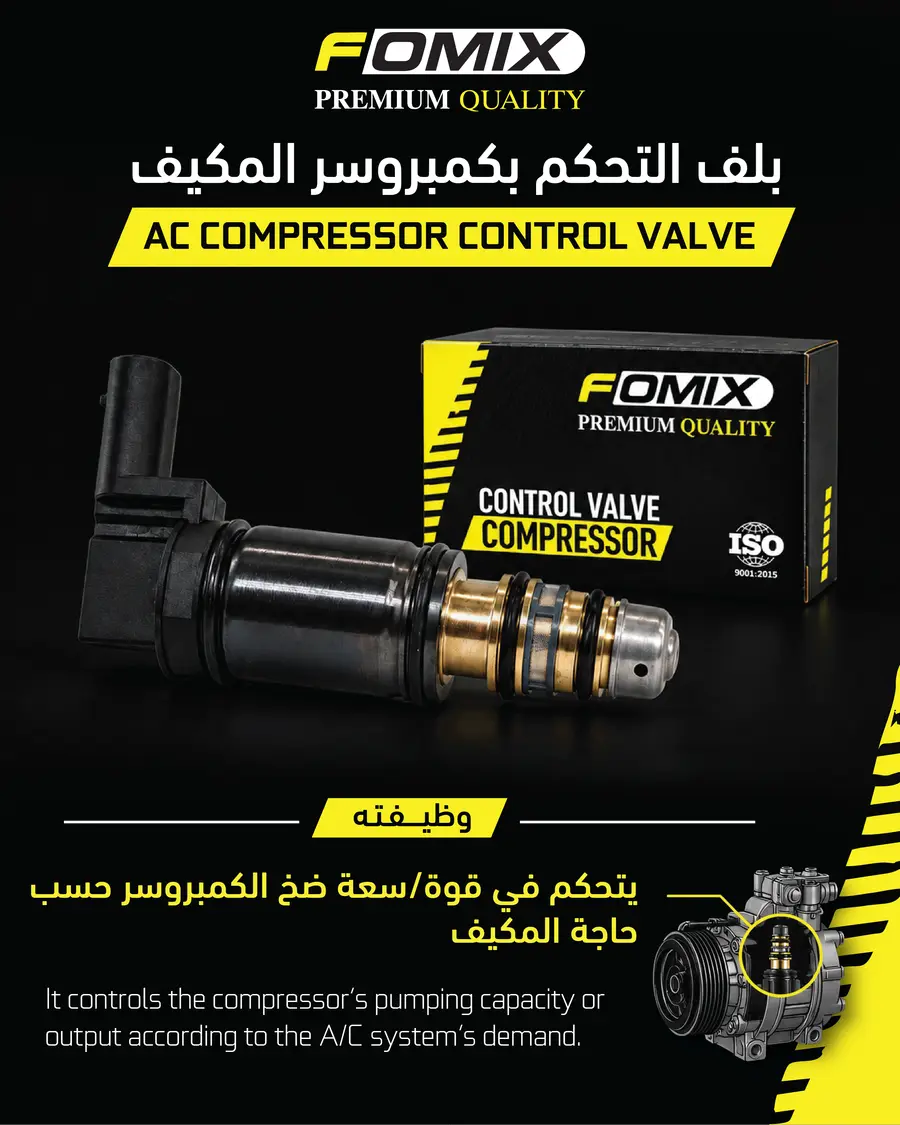 FOMIX
PREMIUM QUALITY
بلف التحكم بكمبروسر المكيف
AC COMPRESSOR CONTROL VALVE
FOMIX
PREMIUM QUALITY
CONTROL VALVE
COMPRESSOR
ISO
9001:2015
وظيـــفته
يتحكم في قوة/سعة ضخ الكمبروسر حسب
حاجة المكيف
It controls the compressor's pumping capacity or
output according to the A/C system's demand.